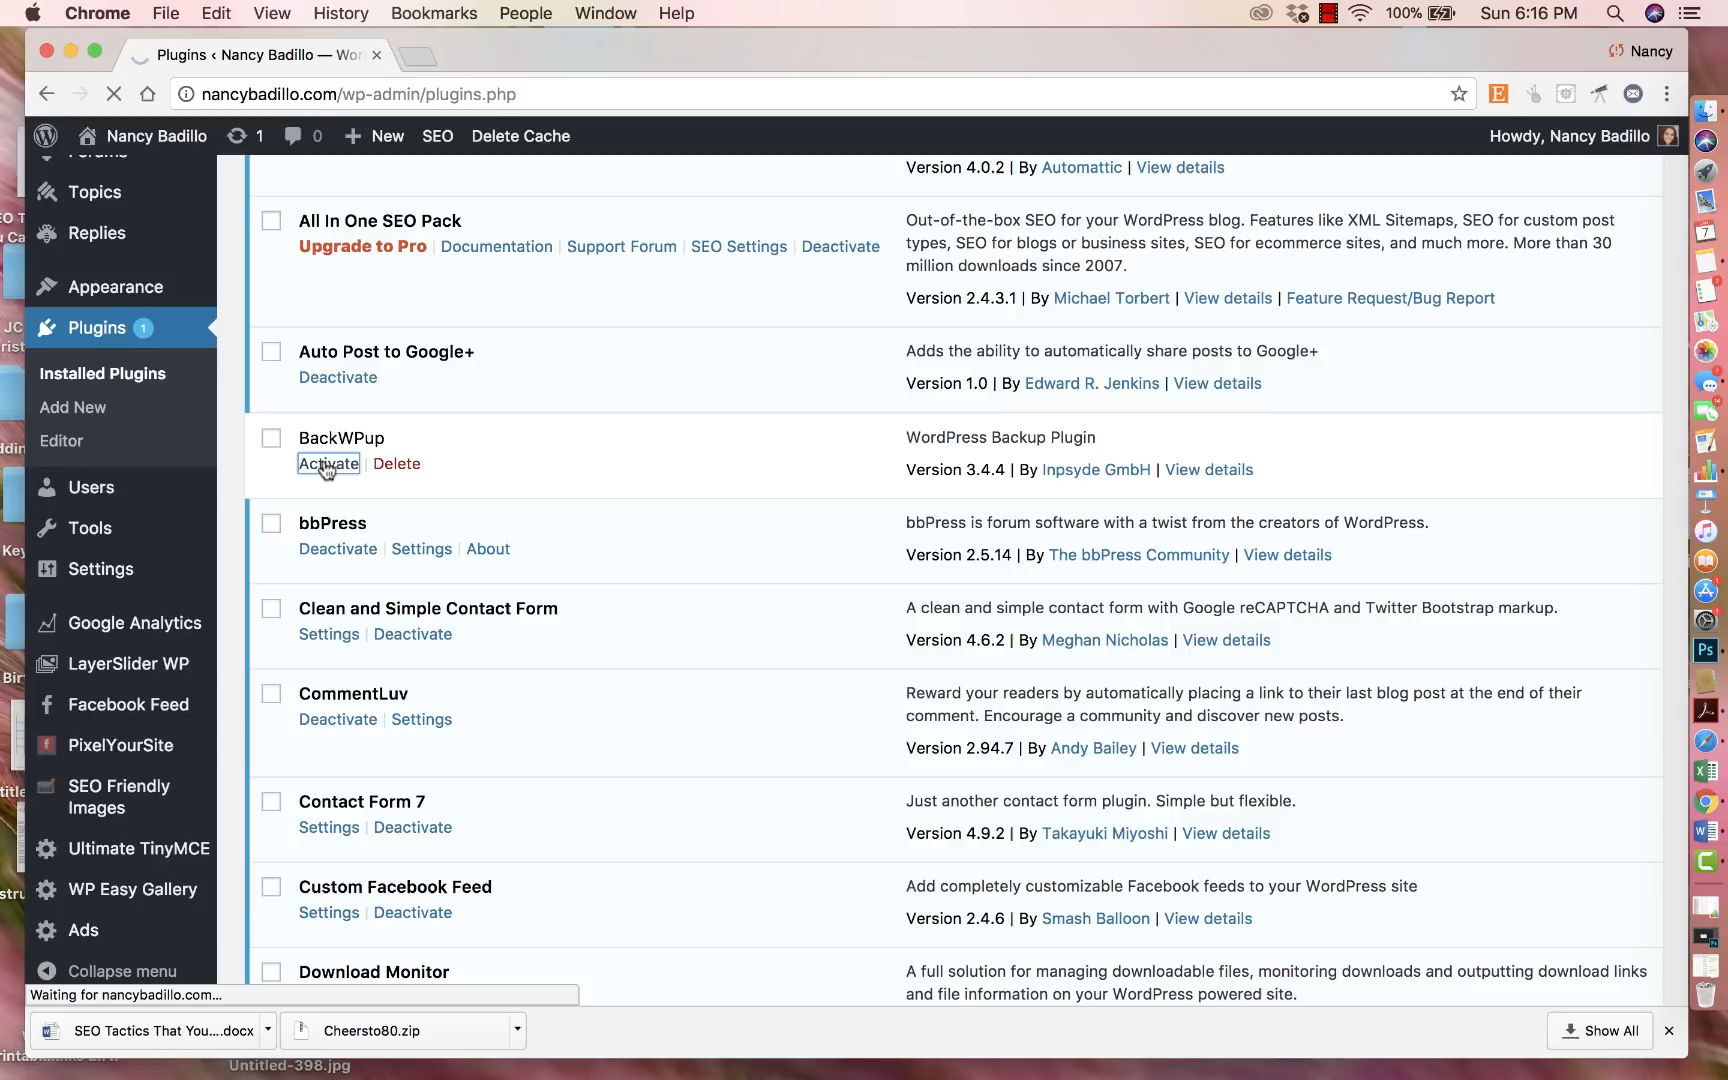 Chrome File Edit View History Bookmarks People Window Help 100% Sun 6:16 PM
Plugins ‹ Nancy Badillo — Wor Nancy
nancybadillo.com/wp-admin/plugins.php
Nancy Badillo 1 0 New SEO Delete Cache Howdy, Nancy Badillo
Topics
Replies
Appearance
Plugins 1
Installed Plugins
Add New
Editor
Users
Tools
Settings
Google Analytics
LayerSlider WP
Facebook Feed
PixelYourSite
SEO Friendly
Images
Ultimate TinyMCE
WP Easy Gallery
Ads
Collapse menu
Version 4.0.2 | By Automattic | View details
All In One SEO Pack
Upgrade to Pro | Documentation | Support Forum | SEO Settings | Deactivate
Out-of-the-box SEO for your WordPress blog. Features like XML Sitemaps, SEO for custom post
types, SEO for blogs or business sites, SEO for ecommerce sites, and much more. More than 30
million downloads since 2007.
Version 2.4.3.1 | By Michael Torbert | View details | Feature Request/Bug Report
Auto Post to Google+
Deactivate
Adds the ability to automatically share posts to Google+
Version 1.0 | By Edward R. Jenkins | View details
BackWPup
Activate | Delete
WordPress Backup Plugin
Version 3.4.4 | By Inpsyde GmbH | View details
bbPress
Deactivate | Settings | About
bbPress is forum software with a twist from the creators of WordPress.
Version 2.5.14 | By The bbPress Community | View details
Clean and Simple Contact Form
Settings | Deactivate
A clean and simple contact form with Google reCAPTCHA and Twitter Bootstrap markup.
Version 4.6.2 | By Meghan Nicholas | View details
CommentLuv
Deactivate | Settings
Reward your readers by automatically placing a link to their last blog post at the end of their
comment. Encourage a community and discover new posts.
Version 2.94.7 | By Andy Bailey | View details
Contact Form 7
Settings | Deactivate
Just another contact form plugin. Simple but flexible.
Version 4.9.2 | By Takayuki Miyoshi | View details
Custom Facebook Feed
Settings | Deactivate
Add completely customizable Facebook feeds to your WordPress site
Version 2.4.6 | By Smash Balloon | View details
Download Monitor
A full solution for managing downloadable files, monitoring downloads and outputting download links
and file information on your WordPress powered site.
Waiting for nancybadillo.com...
SEO Tactics That You....docx Cheersto80.zip Show All
Untitled-398.jpg